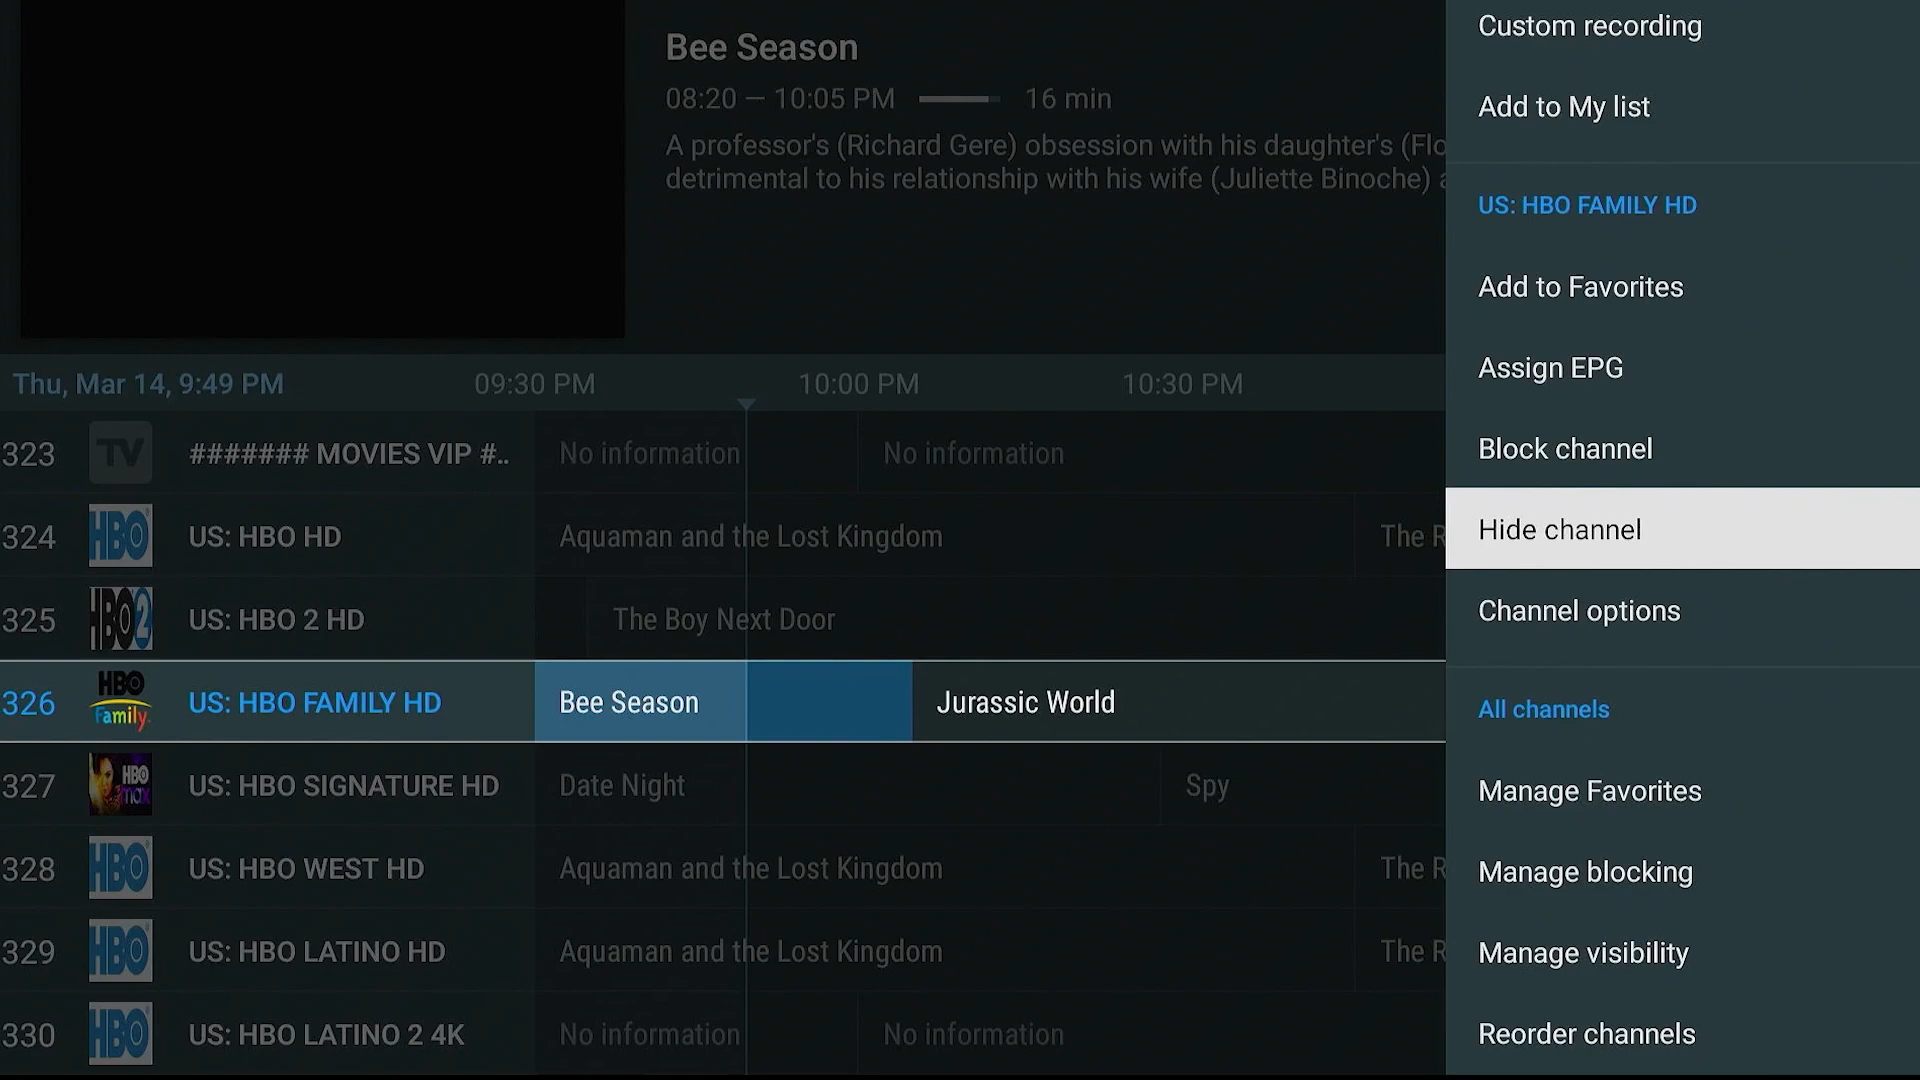 Bee Season
08:20 — 10:05 PM 16 min
A professor's (Richard Gere) obsession with his daughter's (Flo
detrimental to his relationship with his wife (Juliette Binoche) a
Thu, Mar 14, 9:49 PM 09:30 PM 10:00 PM 10:30 PM
323 TV ####### MOVIES VIP #.. No information No information
324 HBO US: HBO HD Aquaman and the Lost Kingdom The R
325 HBO2 US: HBO 2 HD The Boy Next Door
326 HBO Family US: HBO FAMILY HD Bee Season Jurassic World
327 HBO max US: HBO SIGNATURE HD Date Night Spy
328 HBO US: HBO WEST HD Aquaman and the Lost Kingdom The R
329 HBO US: HBO LATINO HD Aquaman and the Lost Kingdom The R
330 HBO US: HBO LATINO 2 4K No information No information
Custom recording
Add to My list
US: HBO FAMILY HD
Add to Favorites
Assign EPG
Block channel
Hide channel
Channel options
All channels
Manage Favorites
Manage blocking
Manage visibility
Reorder channels